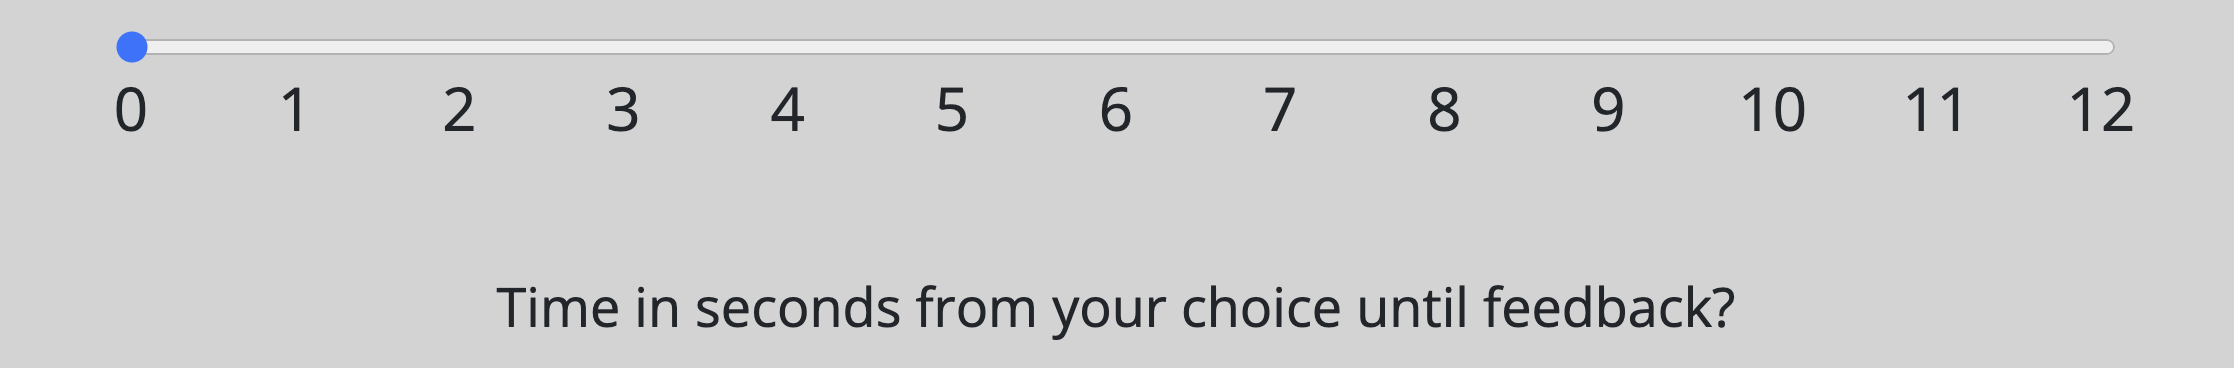 0 1 2 3 4 5 6 7 8 9 10 11 12
Time in seconds from your choice until feedback?